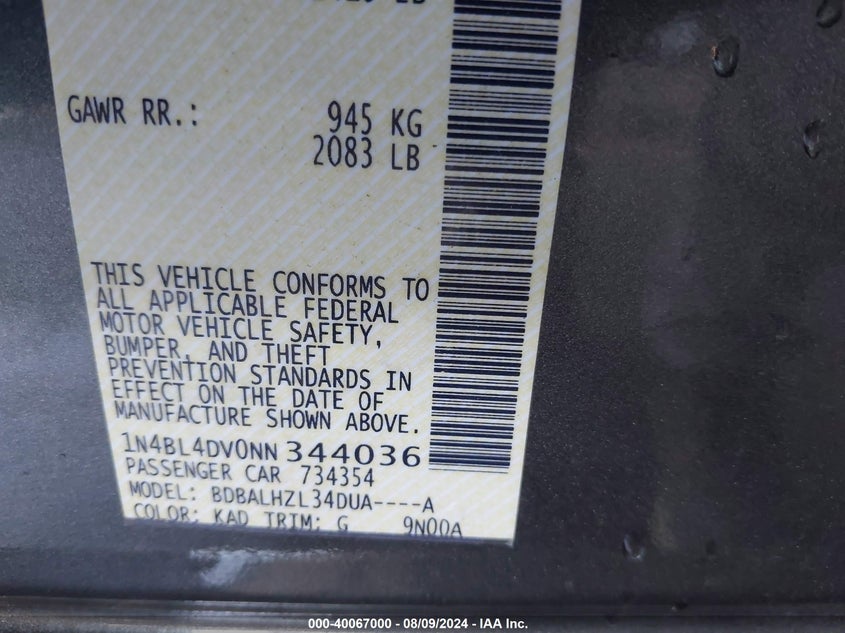 GAWR RR.: 945 KG
2083 LB
THIS VEHICLE CONFORMS TO
ALL APPLICABLE FEDERAL
MOTOR VEHICLE SAFETY,
BUMPER, AND THEFT
PREVENTION STANDARDS IN
EFFECT ON THE DATE OF
MANUFACTURE SHOWN ABOVE.
1N4BL4DV0NN344036
PASSENGER CAR 734354
MODEL: BDBALHZL34DUA----A
COLOR: KAD TRIM: G 9N00A
000-40067000 - 08/09/2024 - IAA Inc.